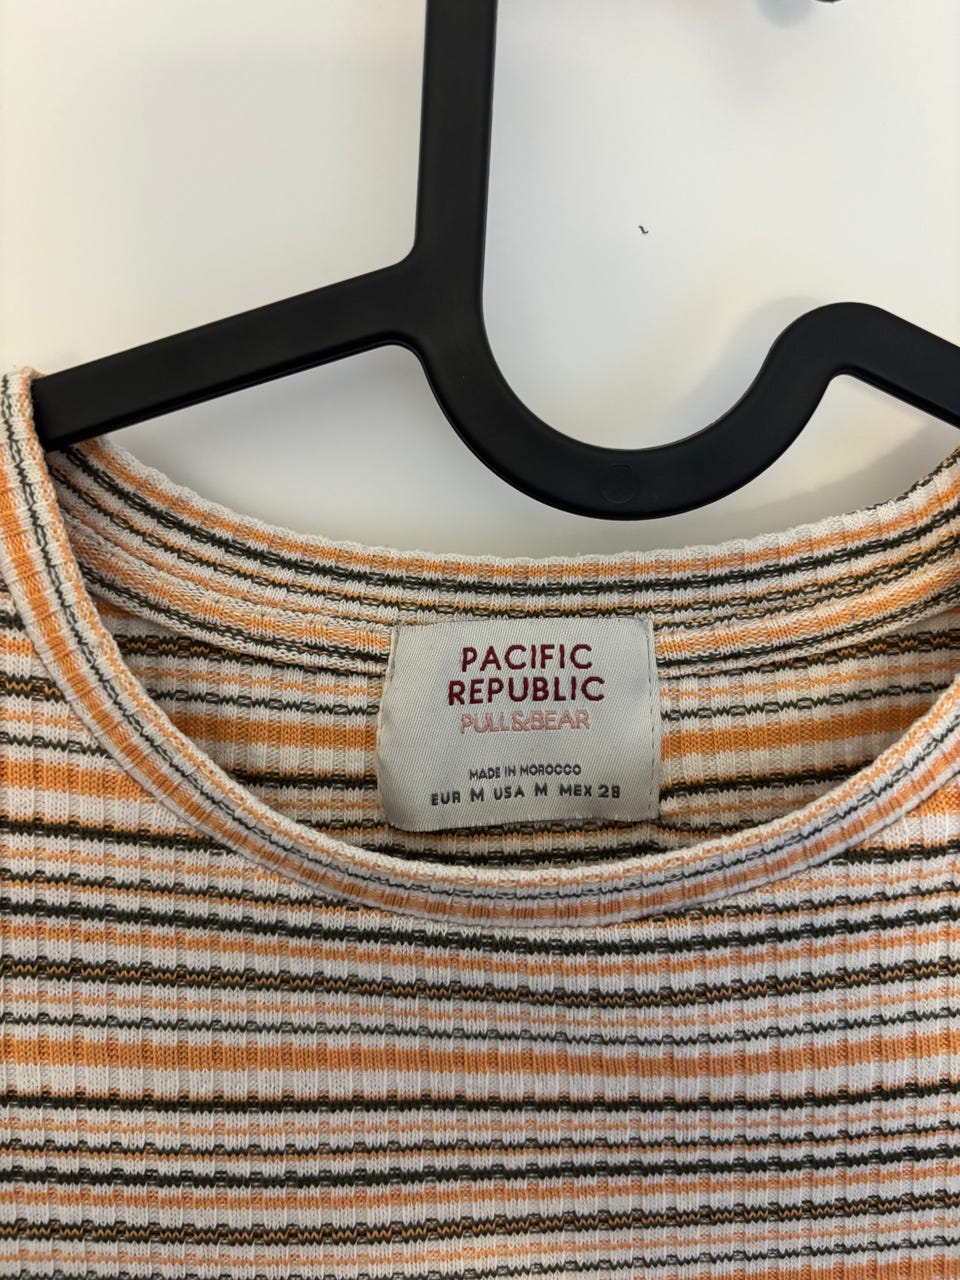 PACIFIC
REPUBLIC
PULL&BEAR
MADE IN MOROCCO
EUR M USA M MEX 28